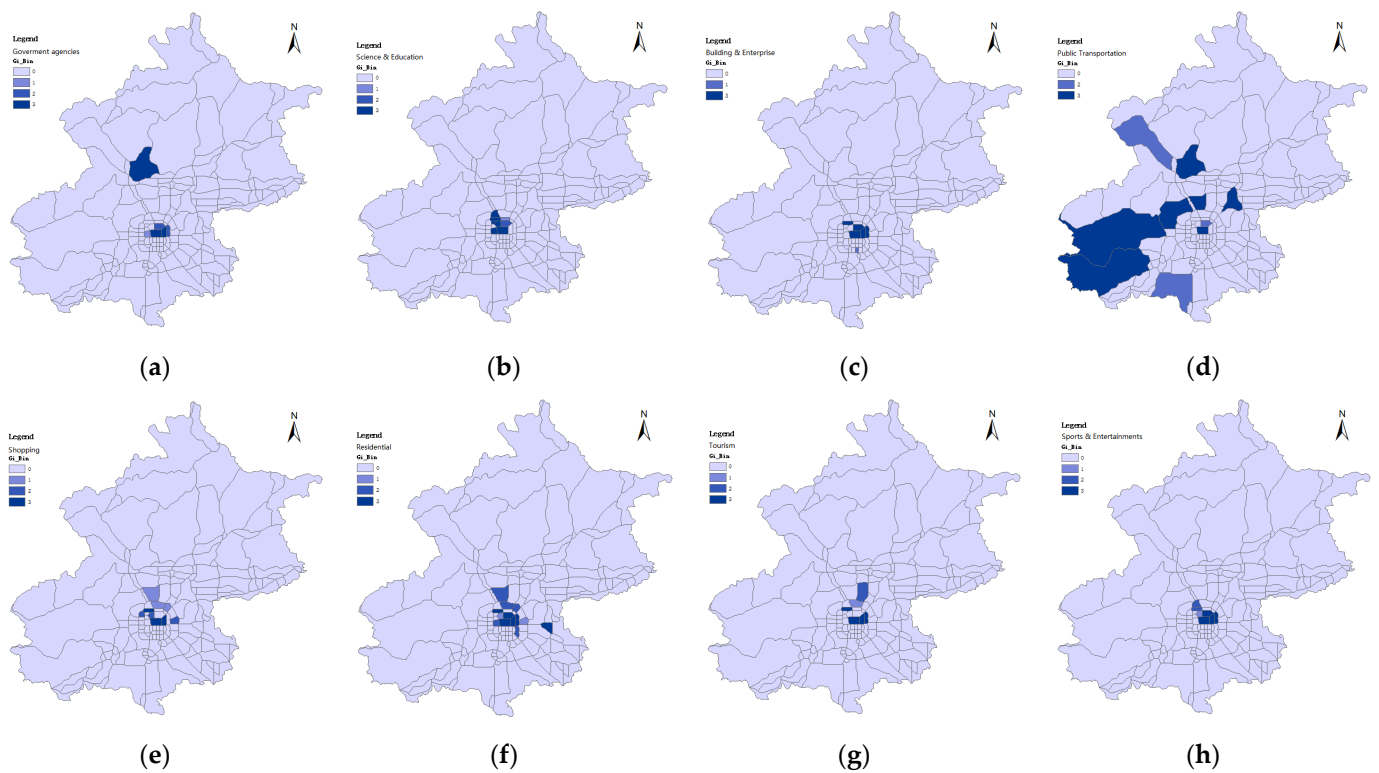 N
Legend
Goverment agencies
Gi_Bin
0
1
2
3
(a)
N
Legend
Science & Education
Gi_Bin
0
1
2
3
(b)
N
Legend
Building & Enterprise
Gi_Bin
0
1
3
(c)
N
Legend
Public Transportation
Gi_Bin
0
2
3
(d)
N
Legend
Shopping
Gi_Bin
0
1
2
3
(e)
N
Legend
Residential
Gi_Bin
0
1
2
3
(f)
N
Legend
Tourism
Gi_Bin
0
1
2
3
(g)
N
Legend
Sports & Entertainments
Gi_Bin
0
1
2
3
(h)